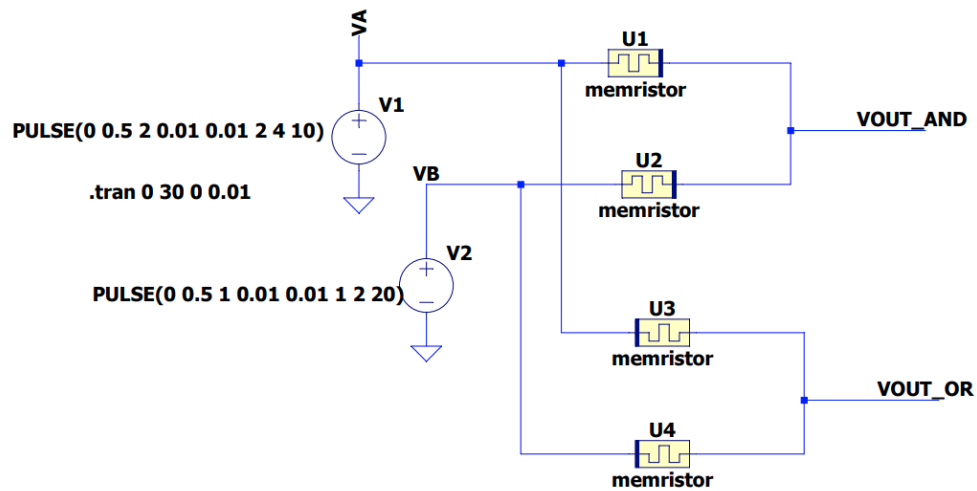 VA
V1
PULSE(0 0.5 2 0.01 0.01 2 4 10)
.tran 0 30 0 0.01
VB
V2
PULSE(0 0.5 1 0.01 0.01 1 2 20)
U1
memristor
VOUT_AND
U2
memristor
U3
memristor
VOUT_OR
U4
memristor